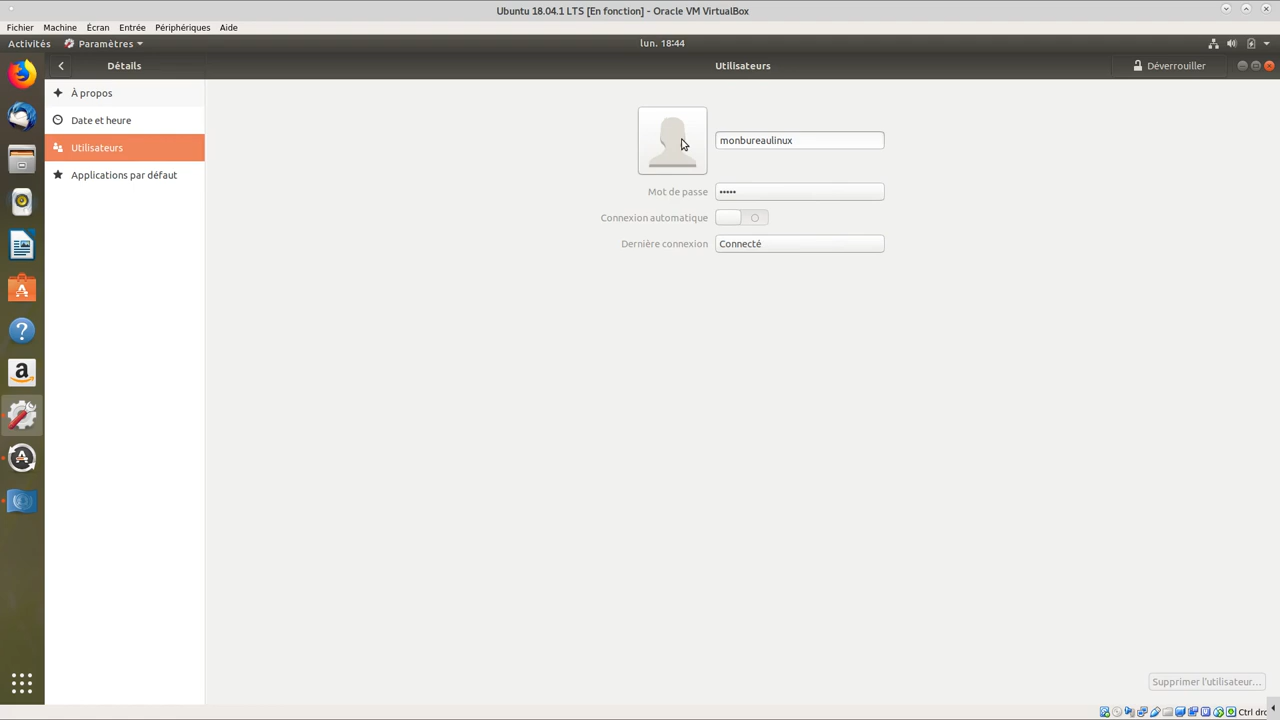 Ubuntu 18.04.1 LTS [En fonction] - Oracle VM VirtualBox
Fichier Machine Écran Entrée Périphériques Aide
Activités Paramètres lun. 18:44
Détails Utilisateurs Déverrouiller
À propos
Date et heure
Utilisateurs
Applications par défaut
monbureaulinux
Mot de passe •••••
Connexion automatique
Dernière connexion Connecté
Supprimer l'utilisateur…
Ctrl dro